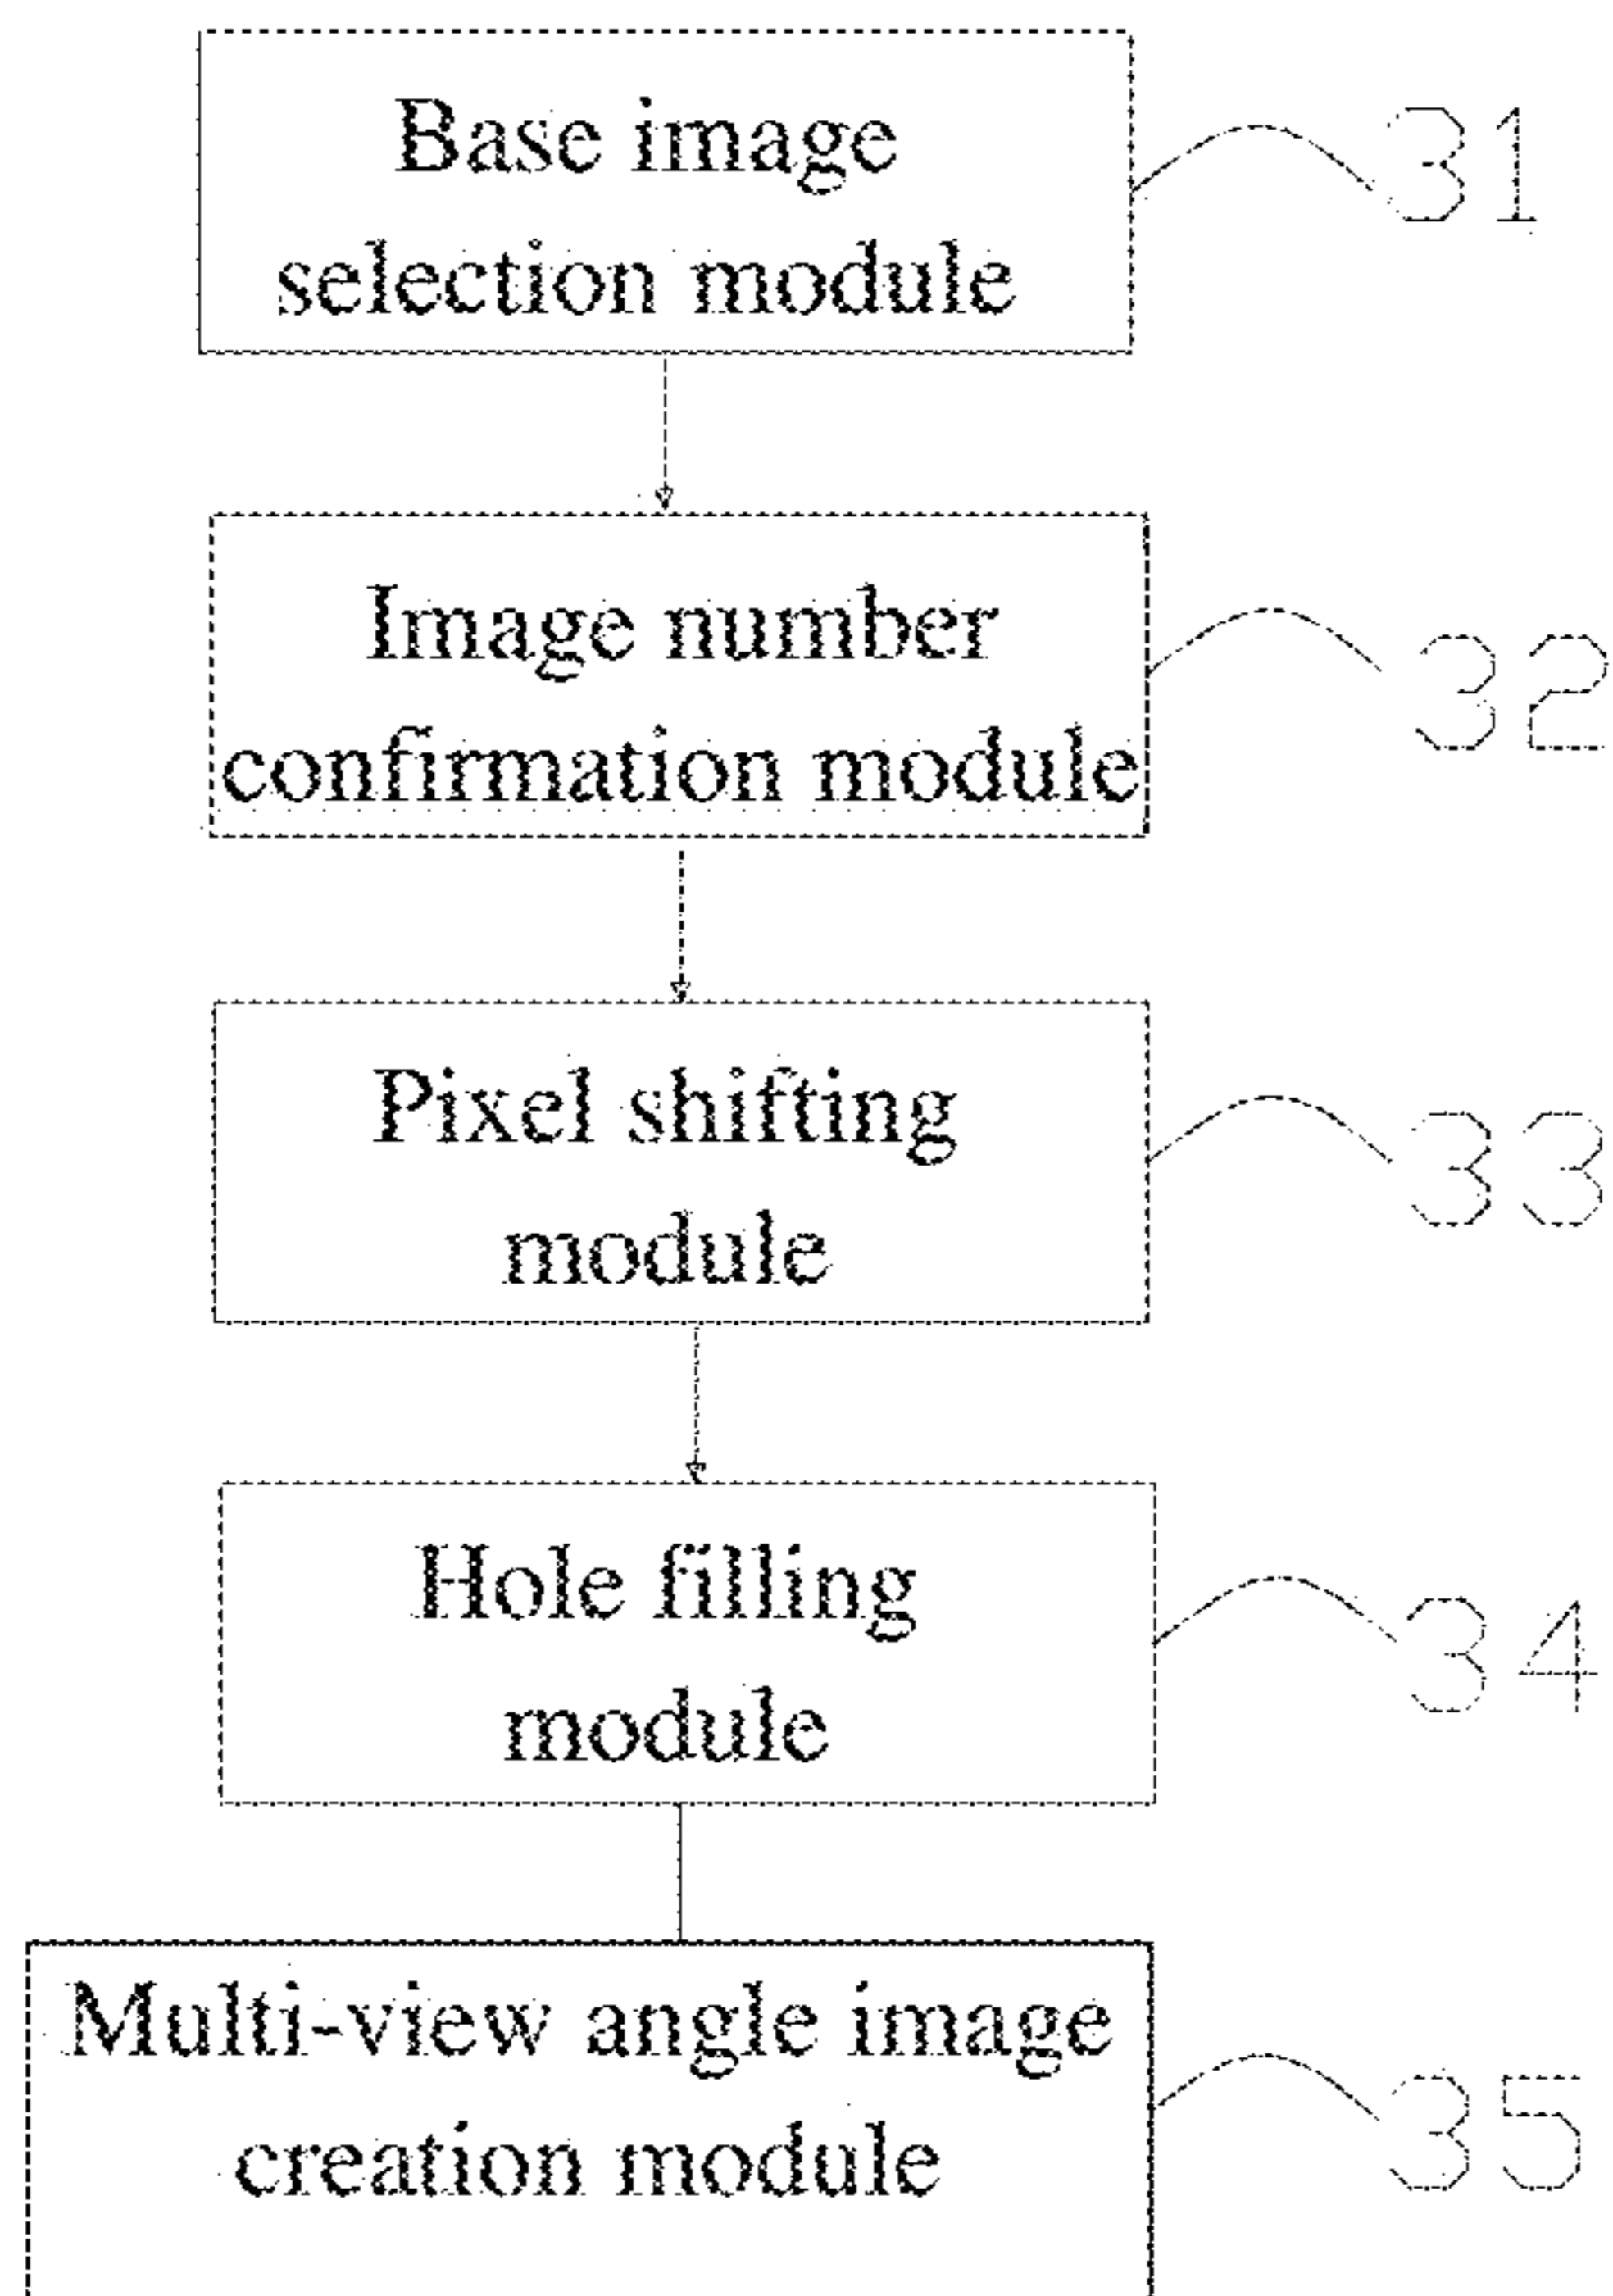 Base image
selection module
31
Image number
confirmation module
32
Pixel shifting
module
33
Hole filling
module
34
Multi-view angle image
creation module
35